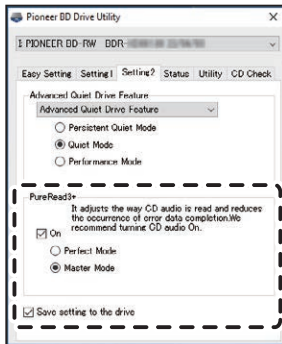 Pioneer BD Drive Utility
PIONEER BD-RW BDR-
Easy Setting Setting1 Setting2 Status Utility CD Check
Advanced Quiet Drive Feature
Advanced Quiet Drive Feature
Persistent Quiet Mode
Quiet Mode
Performance Mode
PureRead3+
It adjusts the way CD audio is read and reduces
the occurrence of error data completion.We
recommend turning CD audio On.
On
Perfect Mode
Master Mode
Save setting to the drive